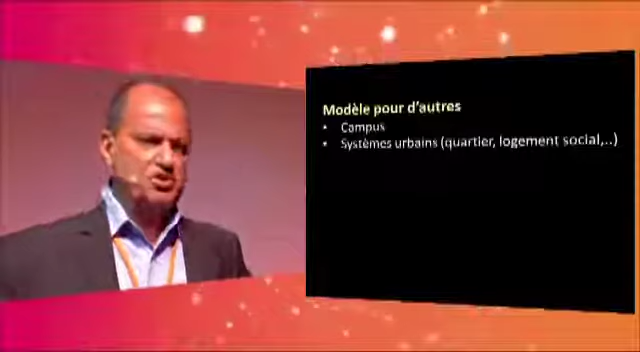 Modèle pour d'autres
• Campus
• Systèmes urbains (quartier, logement social,..)